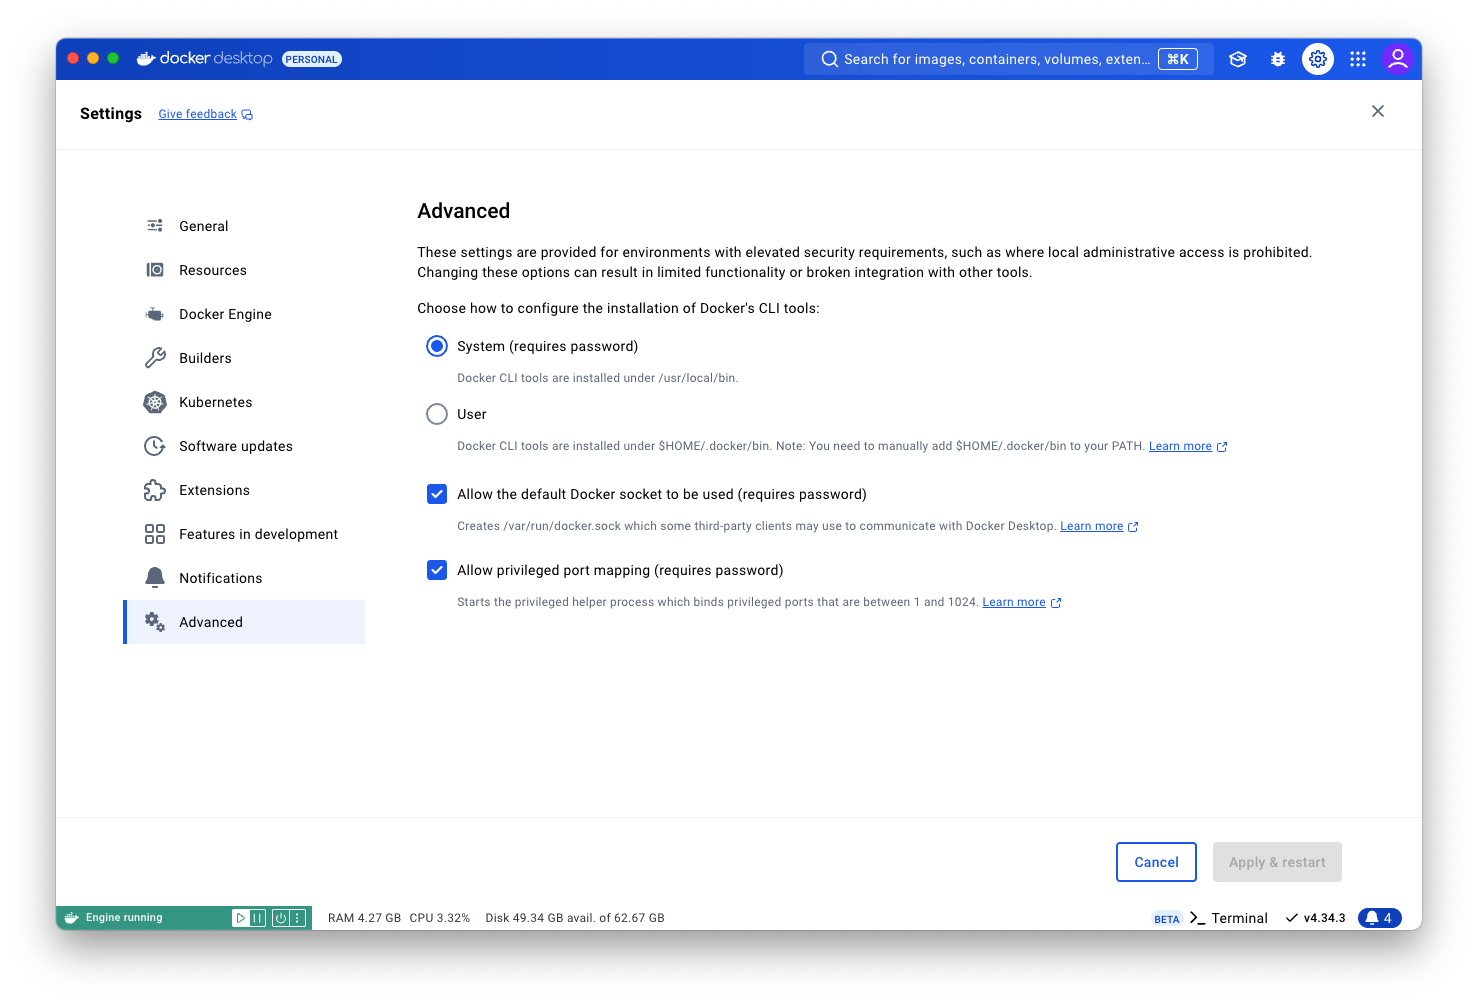 docker desktop PERSONAL
Search for images, containers, volumes, exten... ⌘K
Settings Give feedback
General
Resources
Docker Engine
Builders
Kubernetes
Software updates
Extensions
Features in development
Notifications
Advanced
Advanced
These settings are provided for environments with elevated security requirements, such as where local administrative access is prohibited.
Changing these options can result in limited functionality or broken integration with other tools.
Choose how to configure the installation of Docker's CLI tools:
System (requires password)
Docker CLI tools are installed under /usr/local/bin.
User
Docker CLI tools are installed under $HOME/.docker/bin. Note: You need to manually add $HOME/.docker/bin to your PATH. Learn more
Allow the default Docker socket to be used (requires password)
Creates /var/run/docker.sock which some third-party clients may use to communicate with Docker Desktop. Learn more
Allow privileged port mapping (requires password)
Starts the privileged helper process which binds privileged ports that are between 1 and 1024. Learn more
Cancel
Apply & restart
Engine running
RAM 4.27 GB CPU 3.32% Disk 49.34 GB avail. of 62.67 GB
BETA >_ Terminal
v4.34.3
4